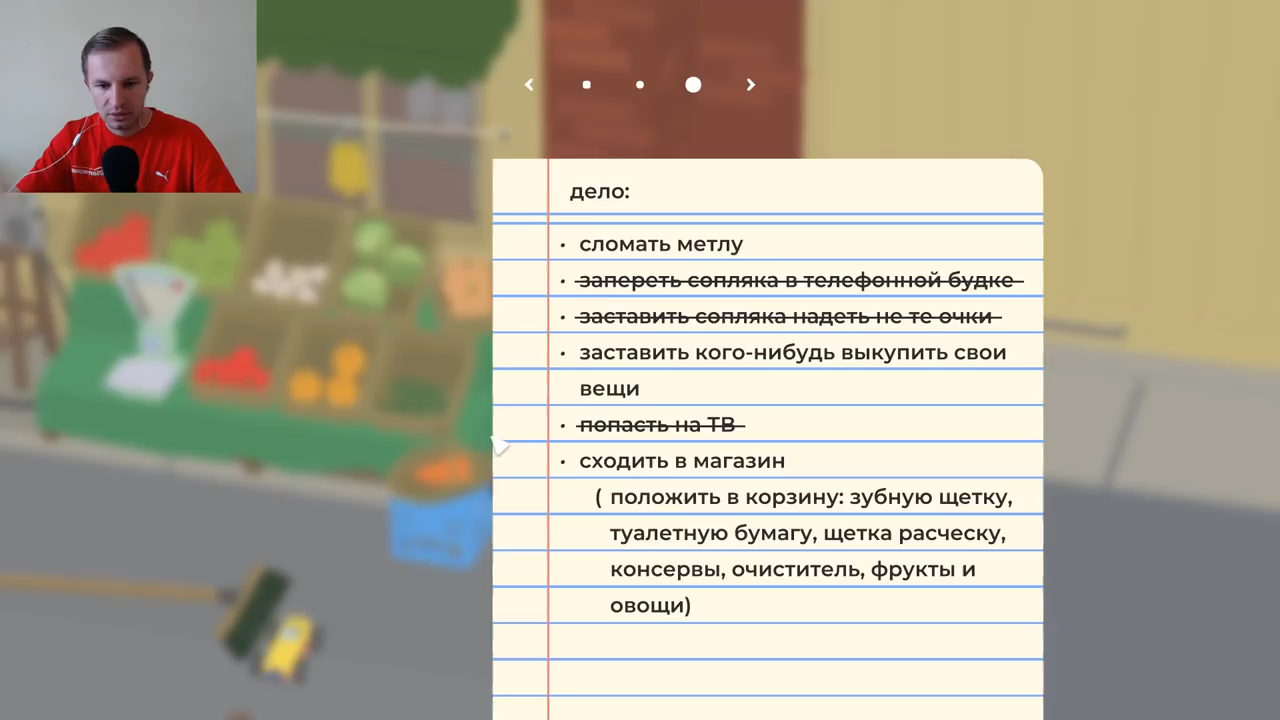 дело:
• сломать метлу
• запереть сопляка в телефонной будке
• заставить сопляка надеть не те очки
• заставить кого-нибудь выкупить свои
вещи
• попасть на ТВ
• сходить в магазин
( положить в корзину: зубную щетку,
туалетную бумагу, щетка расческу,
консервы, очиститель, фрукты и
овощи)